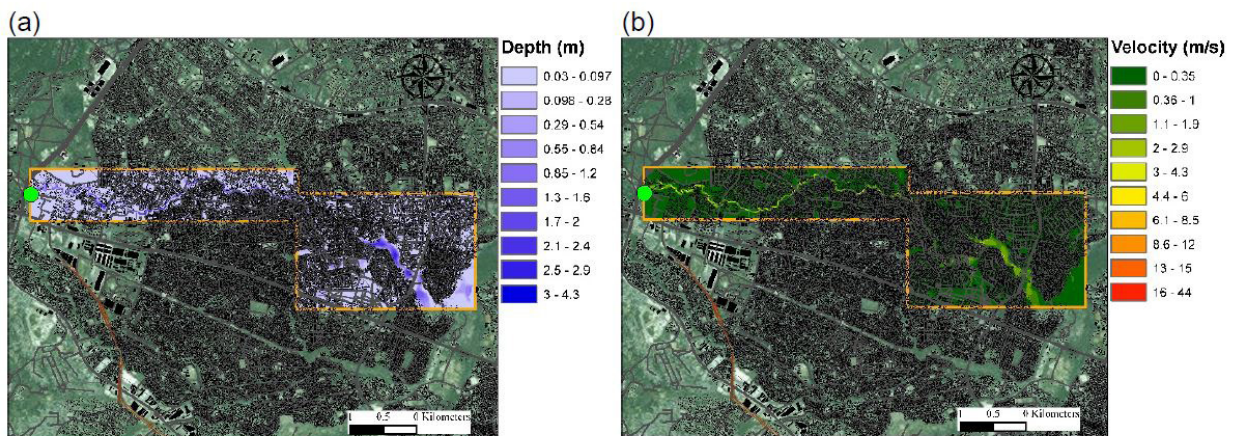 (a)
Depth (m)
0.03 - 0.097
0.098 - 0.28
0.29 - 0.54
0.55 - 0.84
0.85 - 1.2
1.3 - 1.6
1.7 - 2
2.1 - 2.4
2.5 - 2.9
3 - 4.3
1 0.5 0 Kilometers
(b)
Velocity (m/s)
0 - 0.35
0.36 - 1
1.1 - 1.9
2 - 2.9
3 - 4.3
4.4 - 6
6.1 - 8.5
8.6 - 12
13 - 15
16 - 44
1 0.5 0 Kilometers